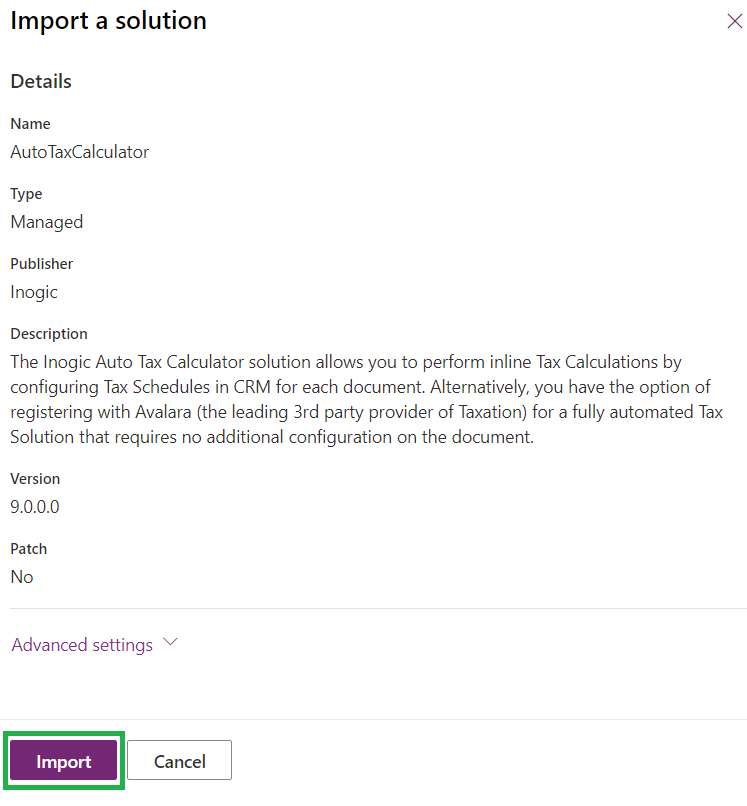 Import a solution
Details
Name
AutoTaxCalculator
Type
Managed
Publisher
Inogic
Description
The Inogic Auto Tax Calculator solution allows you to perform inline Tax Calculations by
configuring Tax Schedules in CRM for each document. Alternatively, you have the option of
registering with Avalara (the leading 3rd party provider of Taxation) for a fully automated Tax
Solution that requires no additional configuration on the document.
Version
9.0.0.0
Patch
No
Advanced settings
Import Cancel